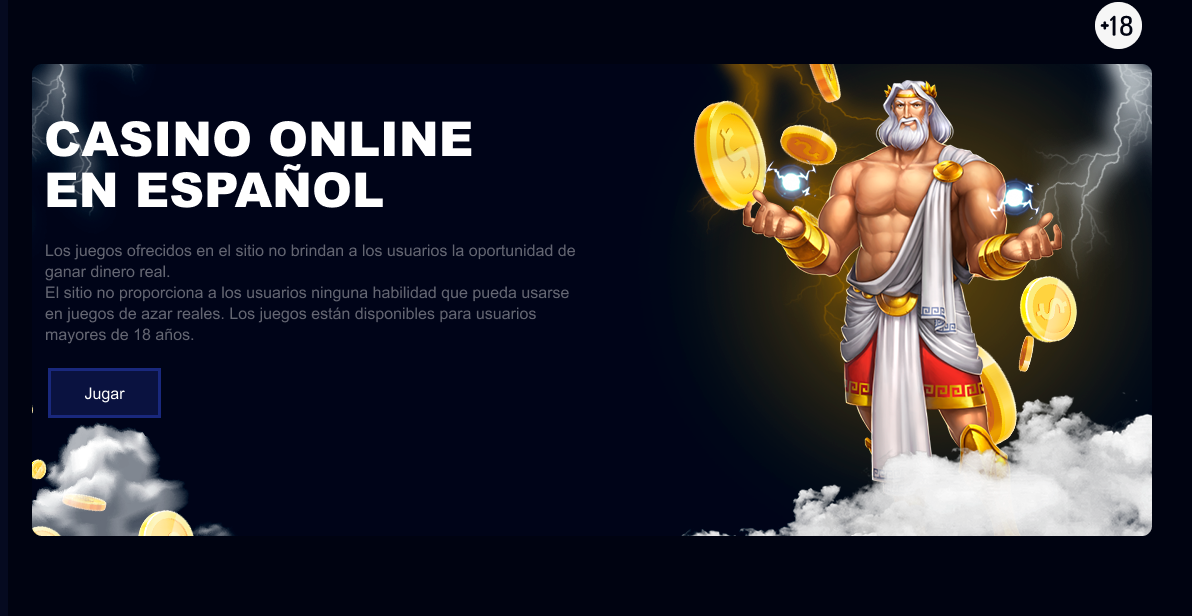 +18
CASINO ONLINE
EN ESPAÑOL
Los juegos ofrecidos en el sitio no brindan a los usuarios la oportunidad de
ganar dinero real.
El sitio no proporciona a los usuarios ninguna habilidad que pueda usarse
en juegos de azar reales. Los juegos están disponibles para usuarios
mayores de 18 años.
Jugar